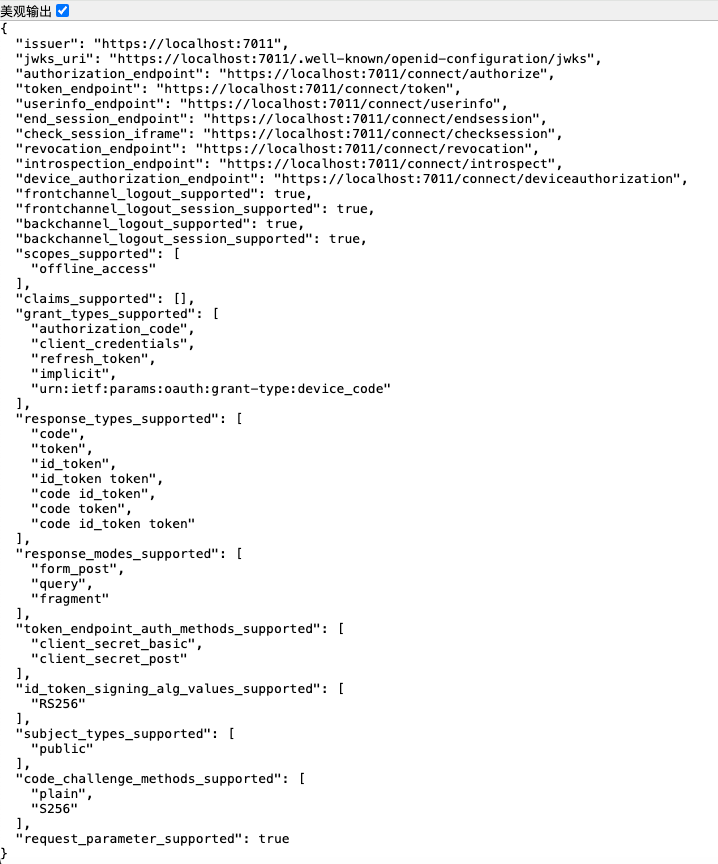 美观输出
{
  "issuer": "https://localhost:7011",
  "jwks_uri": "https://localhost:7011/.well-known/openid-configuration/jwks",
  "authorization_endpoint": "https://localhost:7011/connect/authorize",
  "token_endpoint": "https://localhost:7011/connect/token",
  "userinfo_endpoint": "https://localhost:7011/connect/userinfo",
  "end_session_endpoint": "https://localhost:7011/connect/endsession",
  "check_session_iframe": "https://localhost:7011/connect/checksession",
  "revocation_endpoint": "https://localhost:7011/connect/revocation",
  "introspection_endpoint": "https://localhost:7011/connect/introspect",
  "device_authorization_endpoint": "https://localhost:7011/connect/deviceauthorization",
  "frontchannel_logout_supported": true,
  "frontchannel_logout_session_supported": true,
  "backchannel_logout_supported": true,
  "backchannel_logout_session_supported": true,
  "scopes_supported": [
    "offline_access"
  ],
  "claims_supported": [],
  "grant_types_supported": [
    "authorization_code",
    "client_credentials",
    "refresh_token",
    "implicit",
    "urn:ietf:params:oauth:grant-type:device_code"
  ],
  "response_types_supported": [
    "code",
    "token",
    "id_token",
    "id_token token",
    "code id_token",
    "code token",
    "code id_token token"
  ],
  "response_modes_supported": [
    "form_post",
    "query",
    "fragment"
  ],
  "token_endpoint_auth_methods_supported": [
    "client_secret_basic",
    "client_secret_post"
  ],
  "id_token_signing_alg_values_supported": [
    "RS256"
  ],
  "subject_types_supported": [
    "public"
  ],
  "code_challenge_methods_supported": [
    "plain",
    "S256"
  ],
  "request_parameter_supported": true
}